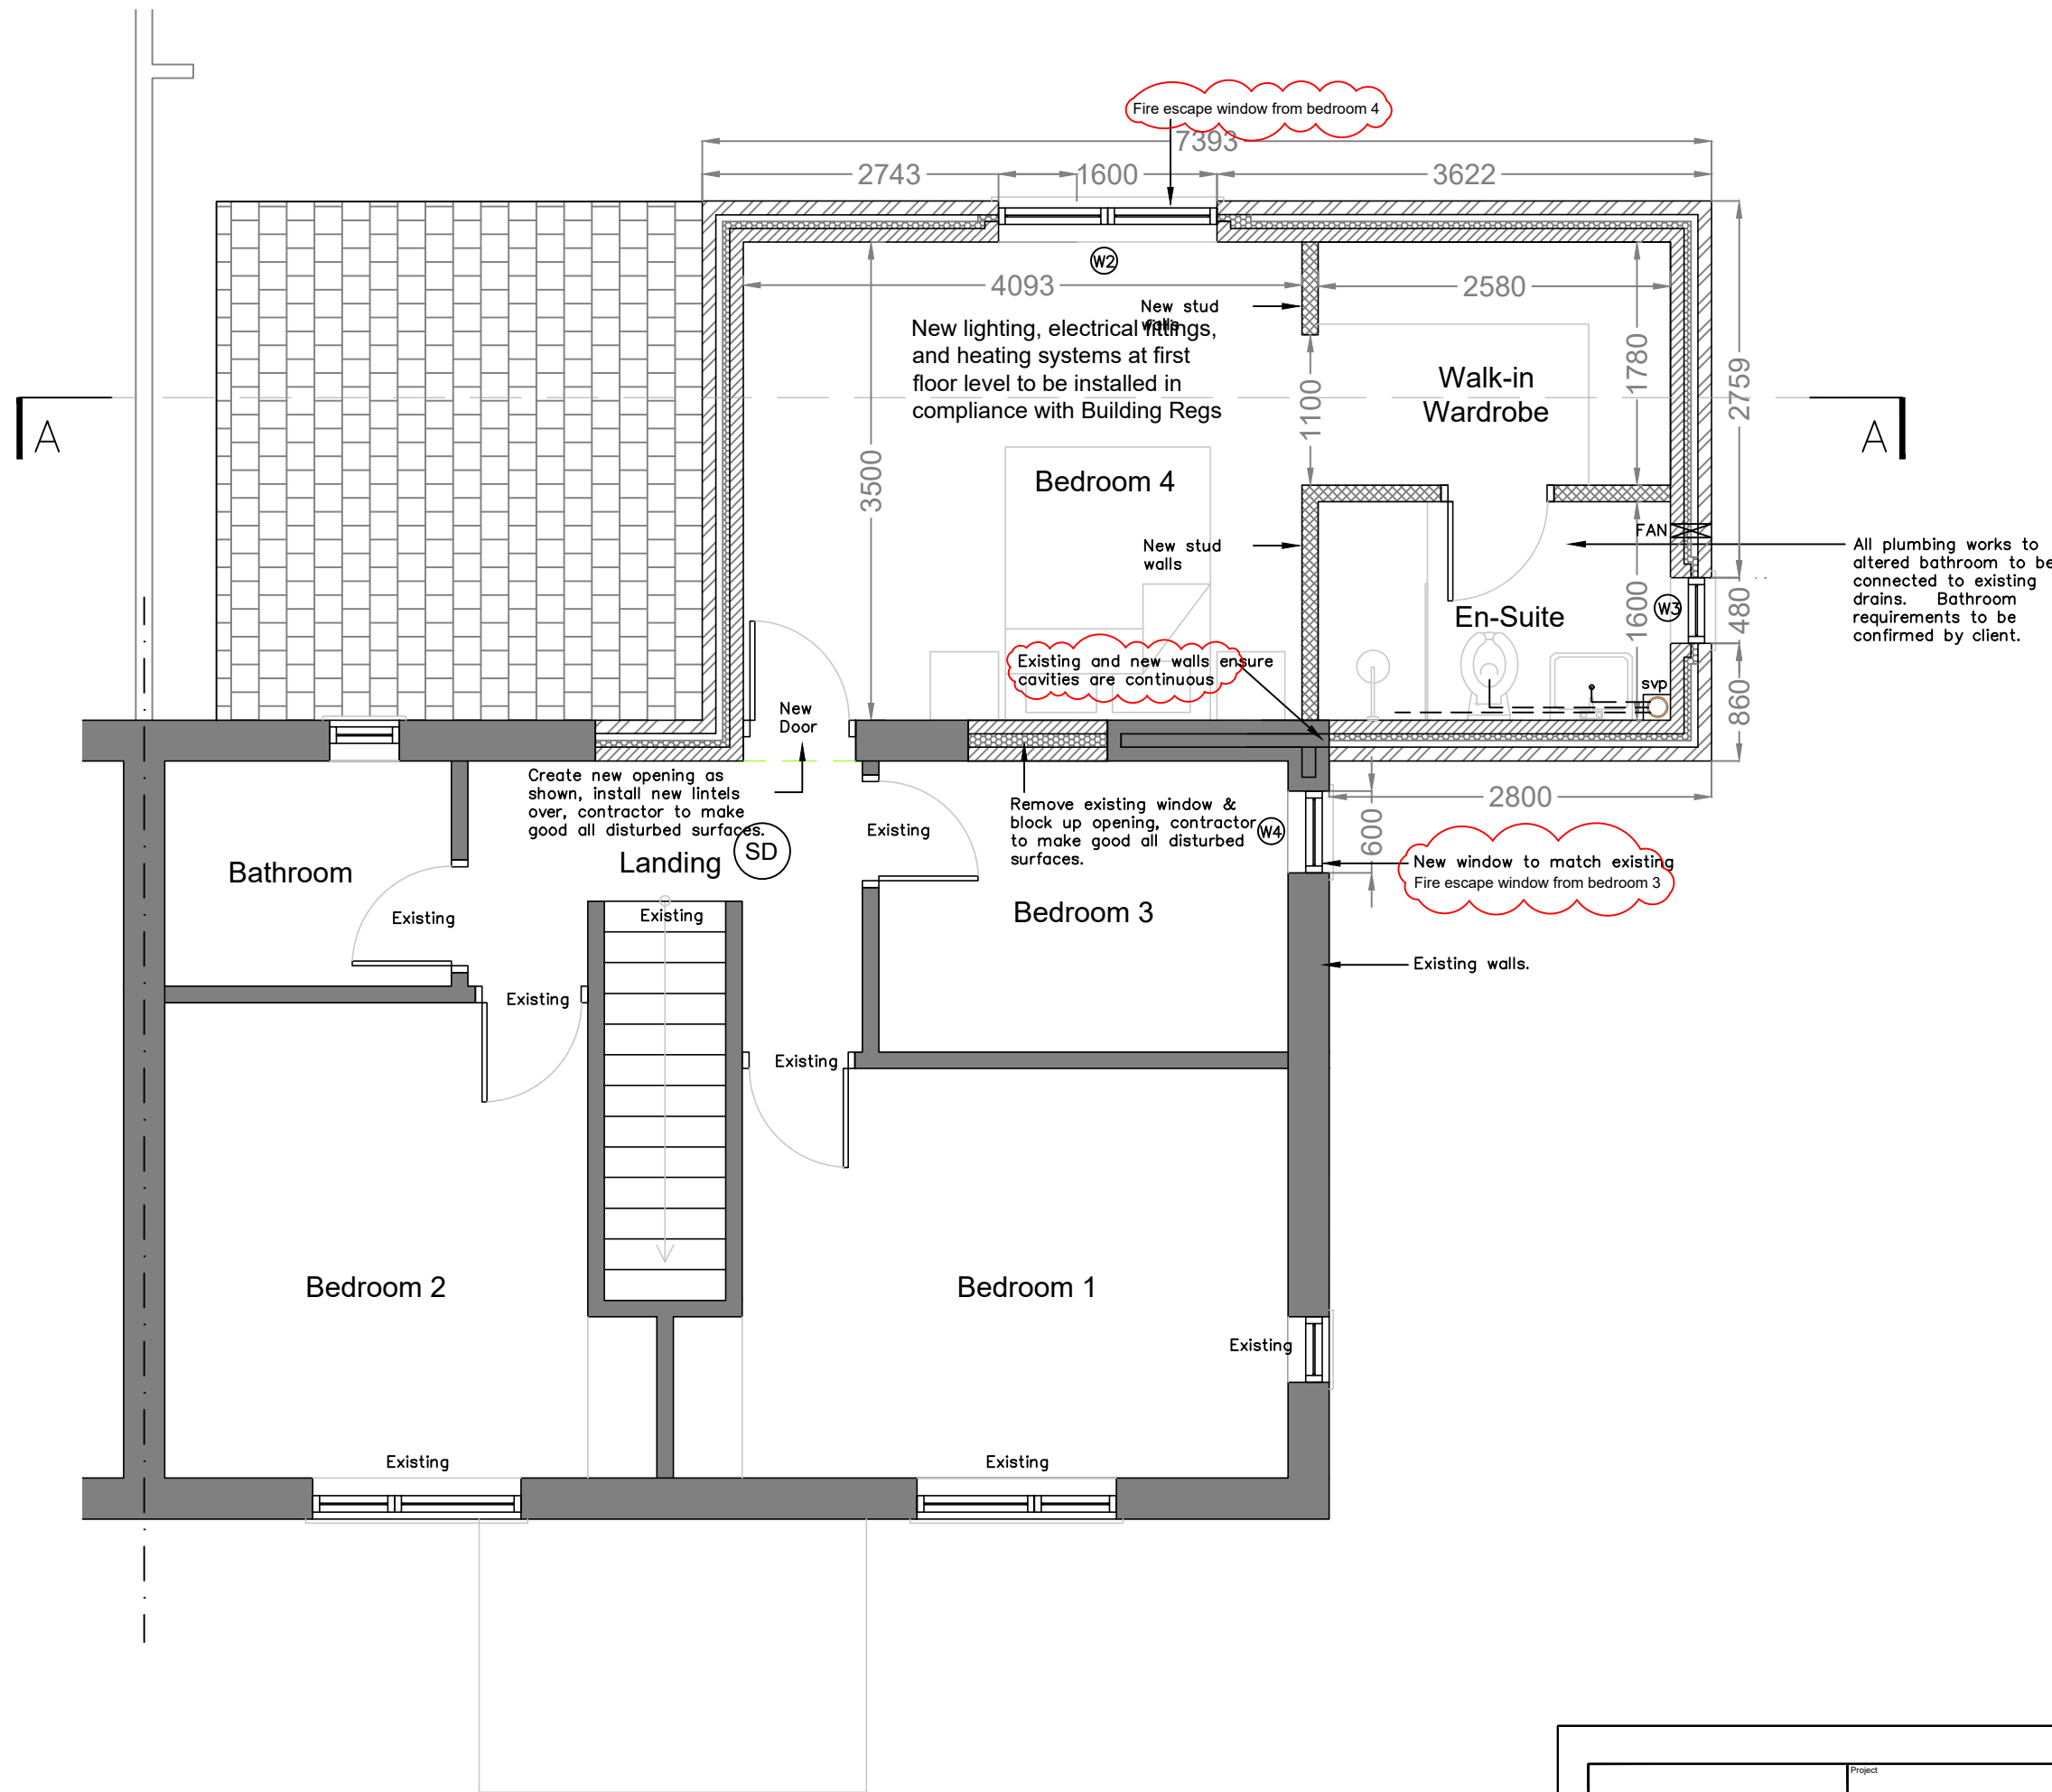 Fire escape window from bedroom 4
7393
2743
1600
3622
W2
4093
2580
New stud
walls
New lighting, electrical fittings,
and heating systems at first
floor level to be installed in
compliance with Building Regs
Walk-in
Wardrobe
1780
2759
1100
A
A
3500
Bedroom 4
New stud
walls
FAN
All plumbing works to
altered bathroom to be
connected to existing
drains. Bathroom
requirements to be
confirmed by client.
En-Suite
1600
W3
480
Existing and new walls ensure
cavities are continuous
svp
860
New
Door
Create new opening as
shown, install new lintels
over, contractor to make
good all disturbed surfaces.
Remove existing window &
block up opening, contractor
to make good all disturbed
surfaces.
2800
600
W4
Existing
SD
Landing
Bathroom
New window to match existing
Fire escape window from bedroom 3
Existing
Existing
Bedroom 3
Existing walls.
Existing
Existing
Bedroom 2
Bedroom 1
Existing
Existing
Existing
Project